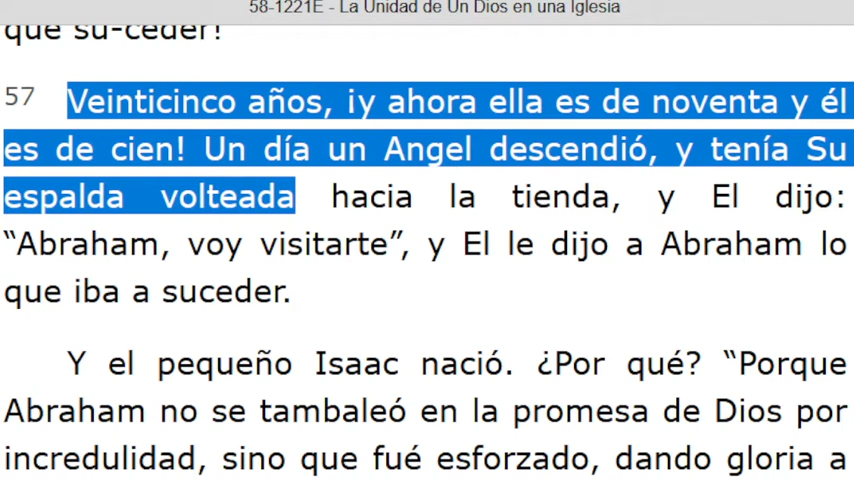 58-1221E - La Unidad de Un Dios en una Iglesia
que su-ceder!
57 Veinticinco años, ¡y ahora ella es de noventa y él
es de cien! Un día un Angel descendió, y tenía Su
espalda volteada hacia la tienda, y El dijo:
“Abraham, voy visitarte”, y El le dijo a Abraham lo
que iba a suceder.
Y el pequeño Isaac nació. ¿Por qué? “Porque
Abraham no se tambaleó en la promesa de Dios por
incredulidad, sino que fué esforzado, dando gloria a